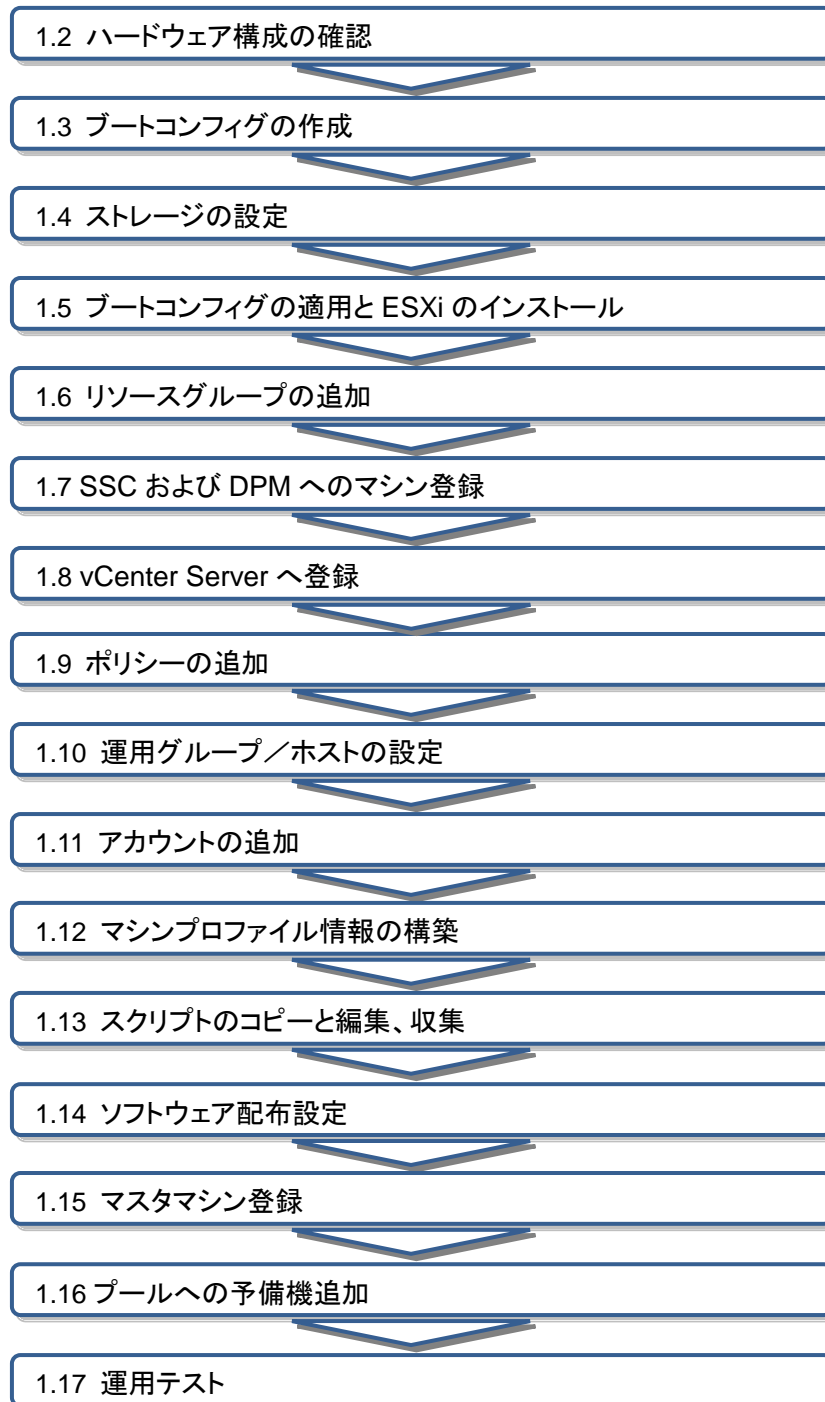 1.2 ハードウェア構成の確認
1.3 ブートコンフィグの作成
1.4 ストレージの設定
1.5 ブートコンフィグの適用と ESXi のインストール
1.6 リソースグループの追加
1.7 SSC および DPM へのマシン登録
1.8 vCenter Server へ登録
1.9 ポリシーの追加
1.10 運用グループ／ホストの設定
1.11 アカウントの追加
1.12 マシンプロファイル情報の構築
1.13 スクリプトのコピーと編集、収集
1.14 ソフトウェア配布設定
1.15 マスタマシン登録
1.16 プールへの予備機追加
1.17 運用テスト